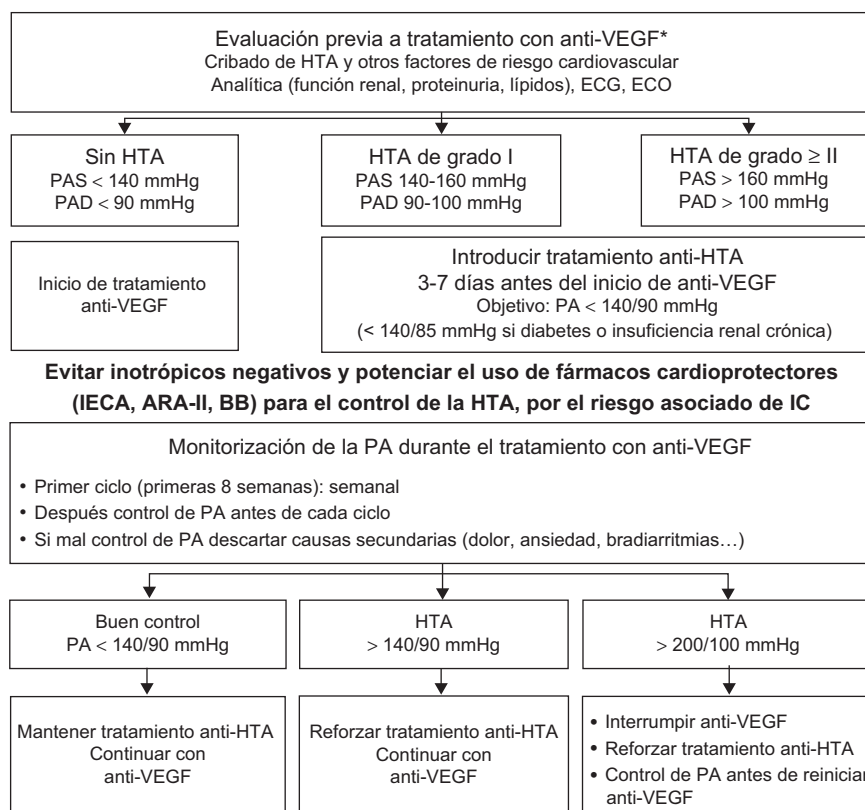 Evaluación previa a tratamiento con anti-VEGF*
Cribado de HTA y otros factores de riesgo cardiovascular
Analítica (función renal, proteinuria, lípidos), ECG, ECO
Sin HTA
PAS < 140 mmHg
PAD < 90 mmHg
HTA de grado I
PAS 140-160 mmHg
PAD 90-100 mmHg
HTA de grado ≥ II
PAS > 160 mmHg
PAD > 100 mmHg
Inicio de tratamiento
anti-VEGF
Introducir tratamiento anti-HTA
3-7 días antes del inicio de anti-VEGF
Objetivo: PA < 140/90 mmHg
(< 140/85 mmHg si diabetes o insuficiencia renal crónica)
Evitar inotrópicos negativos y potenciar el uso de fármacos cardioprotectores
(IECA, ARA-II, BB) para el control de la HTA, por el riesgo asociado de IC
Monitorización de la PA durante el tratamiento con anti-VEGF
• Primer ciclo (primeras 8 semanas): semanal
• Después control de PA antes de cada ciclo
• Si mal control de PA descartar causas secundarias (dolor, ansiedad, bradiarritmias…)
Buen control
PA < 140/90 mmHg
HTA
> 140/90 mmHg
HTA
> 200/100 mmHg
Mantener tratamiento anti-HTA
Continuar con
anti-VEGF
Reforzar tratamiento anti-HTA
Continuar con
anti-VEGF
• Interrumpir anti-VEGF
• Reforzar tratamiento anti-HTA
• Control de PA antes de reiniciar
anti-VEGF